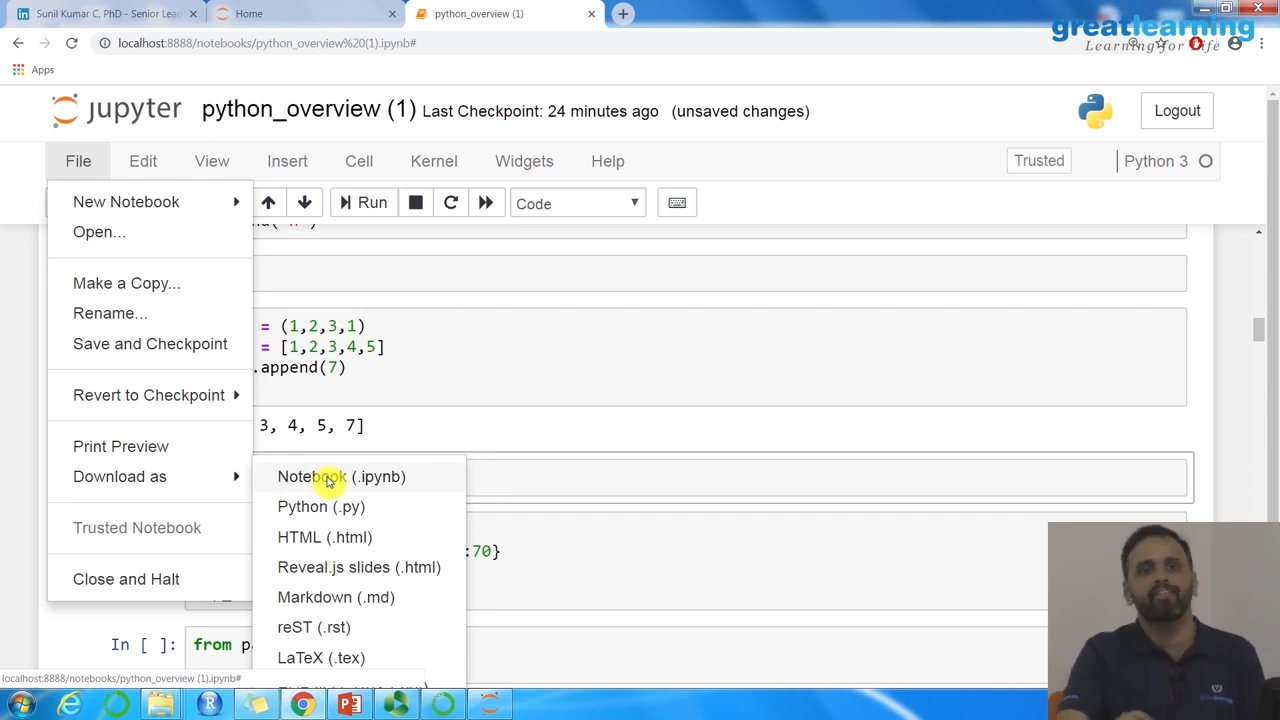 Sunil Kumar C, PhD - Senior Lead
Home
python_overview (1)
localhost:8888/notebooks/python_overview%20(1).ipynb#
greatlearning
Learning for Life
Apps
jupyter
python_overview (1)
Last Checkpoint: 24 minutes ago (unsaved changes)
Logout
File Edit View Insert Cell Kernel Widgets Help
Trusted
Python 3
Run
Code
New Notebook
Open...
Make a Copy...
Rename...
Save and Checkpoint
Revert to Checkpoint
Print Preview
Download as
Trusted Notebook
Close and Halt
= (1,2,3,1)
= [1,2,3,4,5]
.append(7)
3, 4, 5, 7]
Notebook (.ipynb)
Python (.py)
HTML (.html)
Reveal.js slides (.html)
Markdown (.md)
reST (.rst)
LaTeX (.tex)
:70}
In [ ]: from
localhost:8888/notebooks/python_overview (1).ipynb#